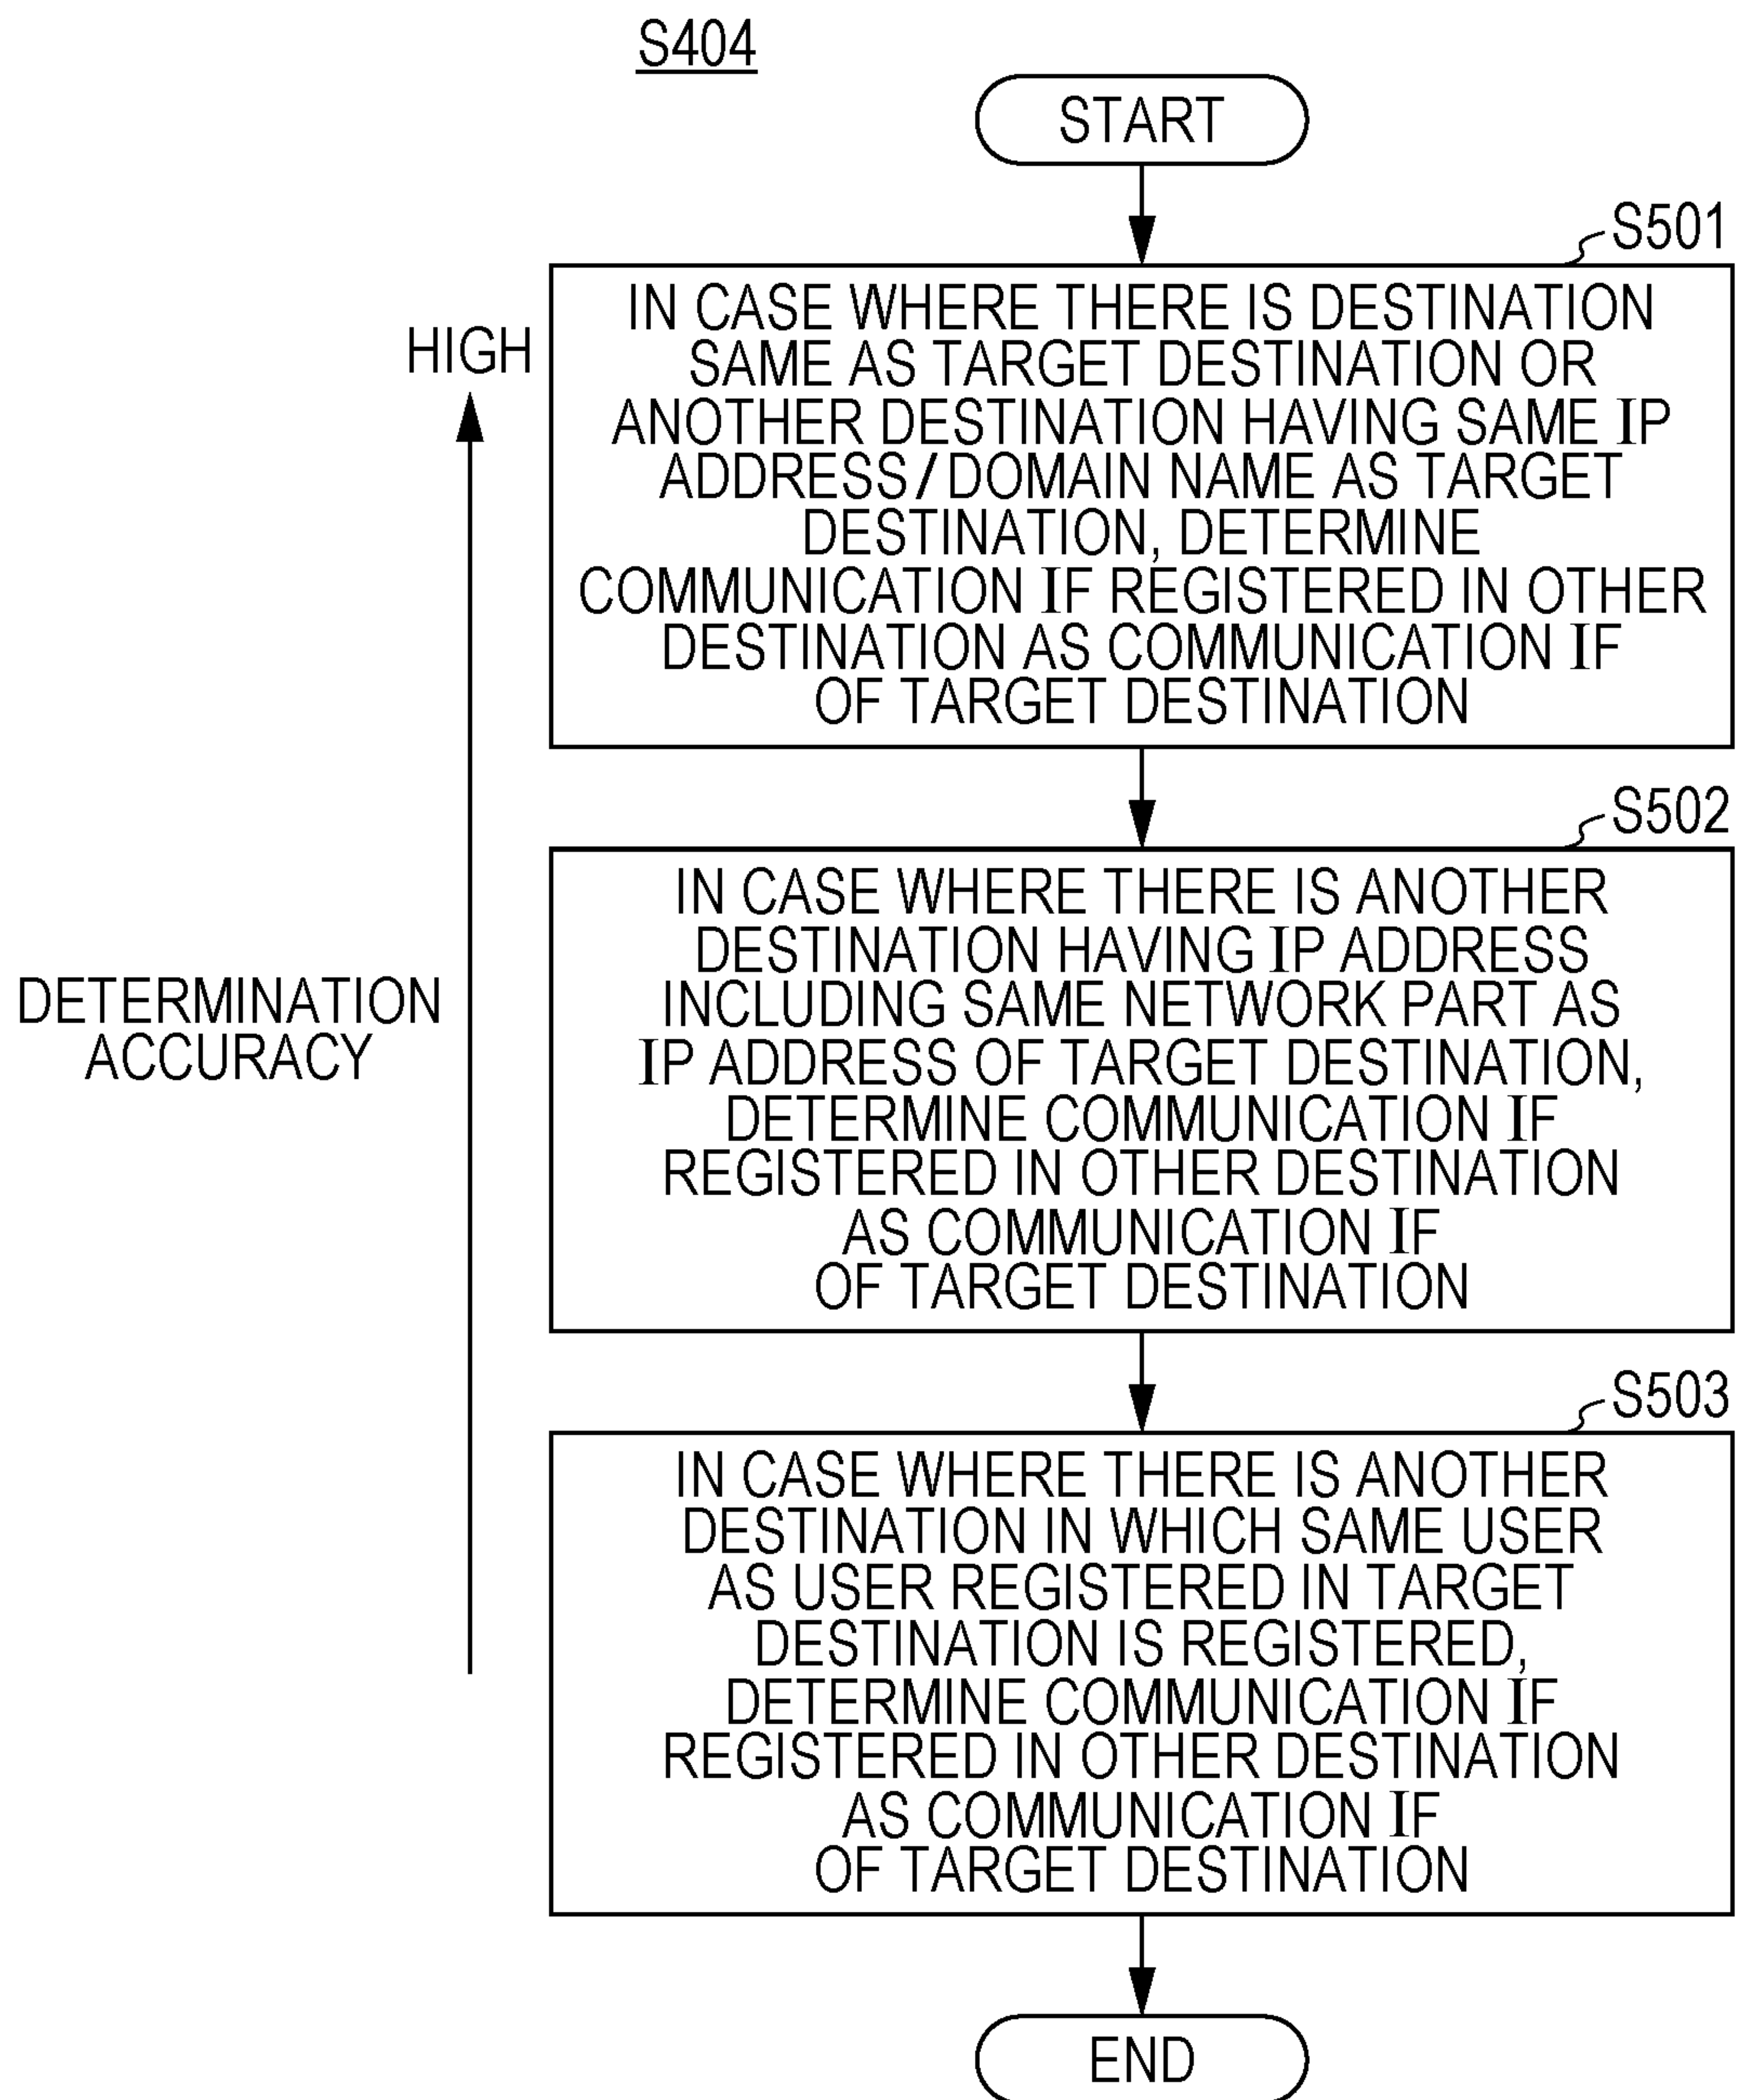 S404
START
S501
IN CASE WHERE THERE IS DESTINATION
SAME AS TARGET DESTINATION OR
ANOTHER DESTINATION HAVING SAME IP
ADDRESS/DOMAIN NAME AS TARGET
DESTINATION, DETERMINE
COMMUNICATION IF REGISTERED IN OTHER
DESTINATION AS COMMUNICATION IF
OF TARGET DESTINATION
HIGH
DETERMINATION
ACCURACY
S502
IN CASE WHERE THERE IS ANOTHER
DESTINATION HAVING IP ADDRESS
INCLUDING SAME NETWORK PART AS
IP ADDRESS OF TARGET DESTINATION,
DETERMINE COMMUNICATION IF
REGISTERED IN OTHER DESTINATION
AS COMMUNICATION IF
OF TARGET DESTINATION
S503
IN CASE WHERE THERE IS ANOTHER
DESTINATION IN WHICH SAME USER
AS USER REGISTERED IN TARGET
DESTINATION IS REGISTERED,
DETERMINE COMMUNICATION IF
REGISTERED IN OTHER DESTINATION
AS COMMUNICATION IF
OF TARGET DESTINATION
END